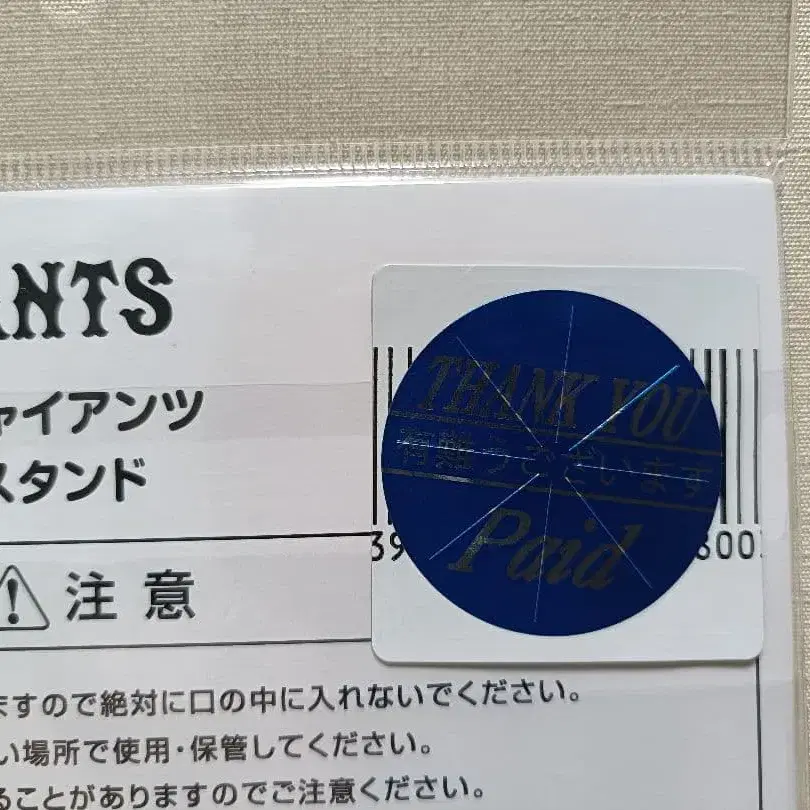 ANTS
ャイアンツ
スタンド
THANK YOU
有難うございます
Paid
39
300
注意
ますので絶対に口の中に入れないでください。
い場所で使用・保管してください。
ることがありますのでご注意ください。